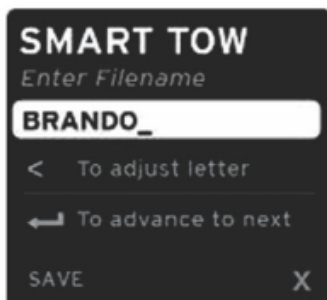 SMART TOW
Enter Filename
BRANDO_
< To adjust letter
To advance to next
SAVE X